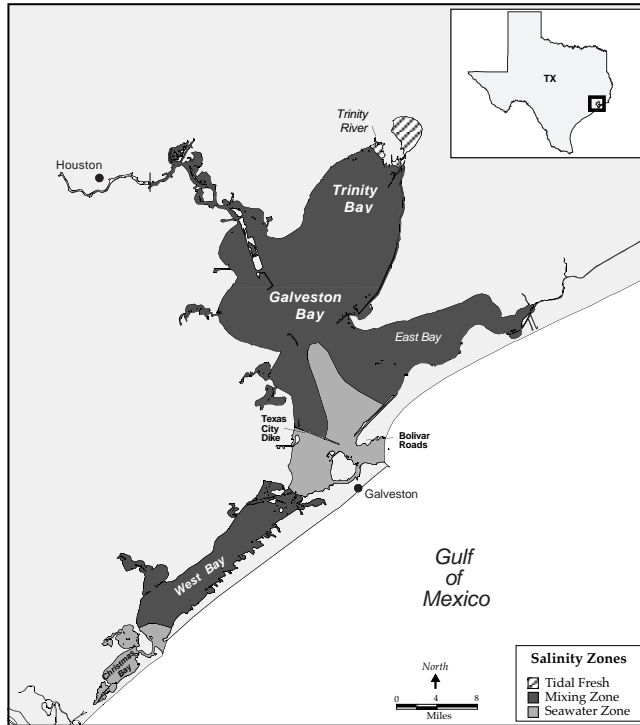 TX
Trinity
River
Houston
Trinity
Bay
Galveston
Bay
East Bay
Texas
City
Dike
Bolivar
Roads
Galveston
West Bay
Gulf
of
Mexico
Christmas
Bay
North
0 4 8
Miles
Salinity Zones
Tidal Fresh
Mixing Zone
Seawater Zone